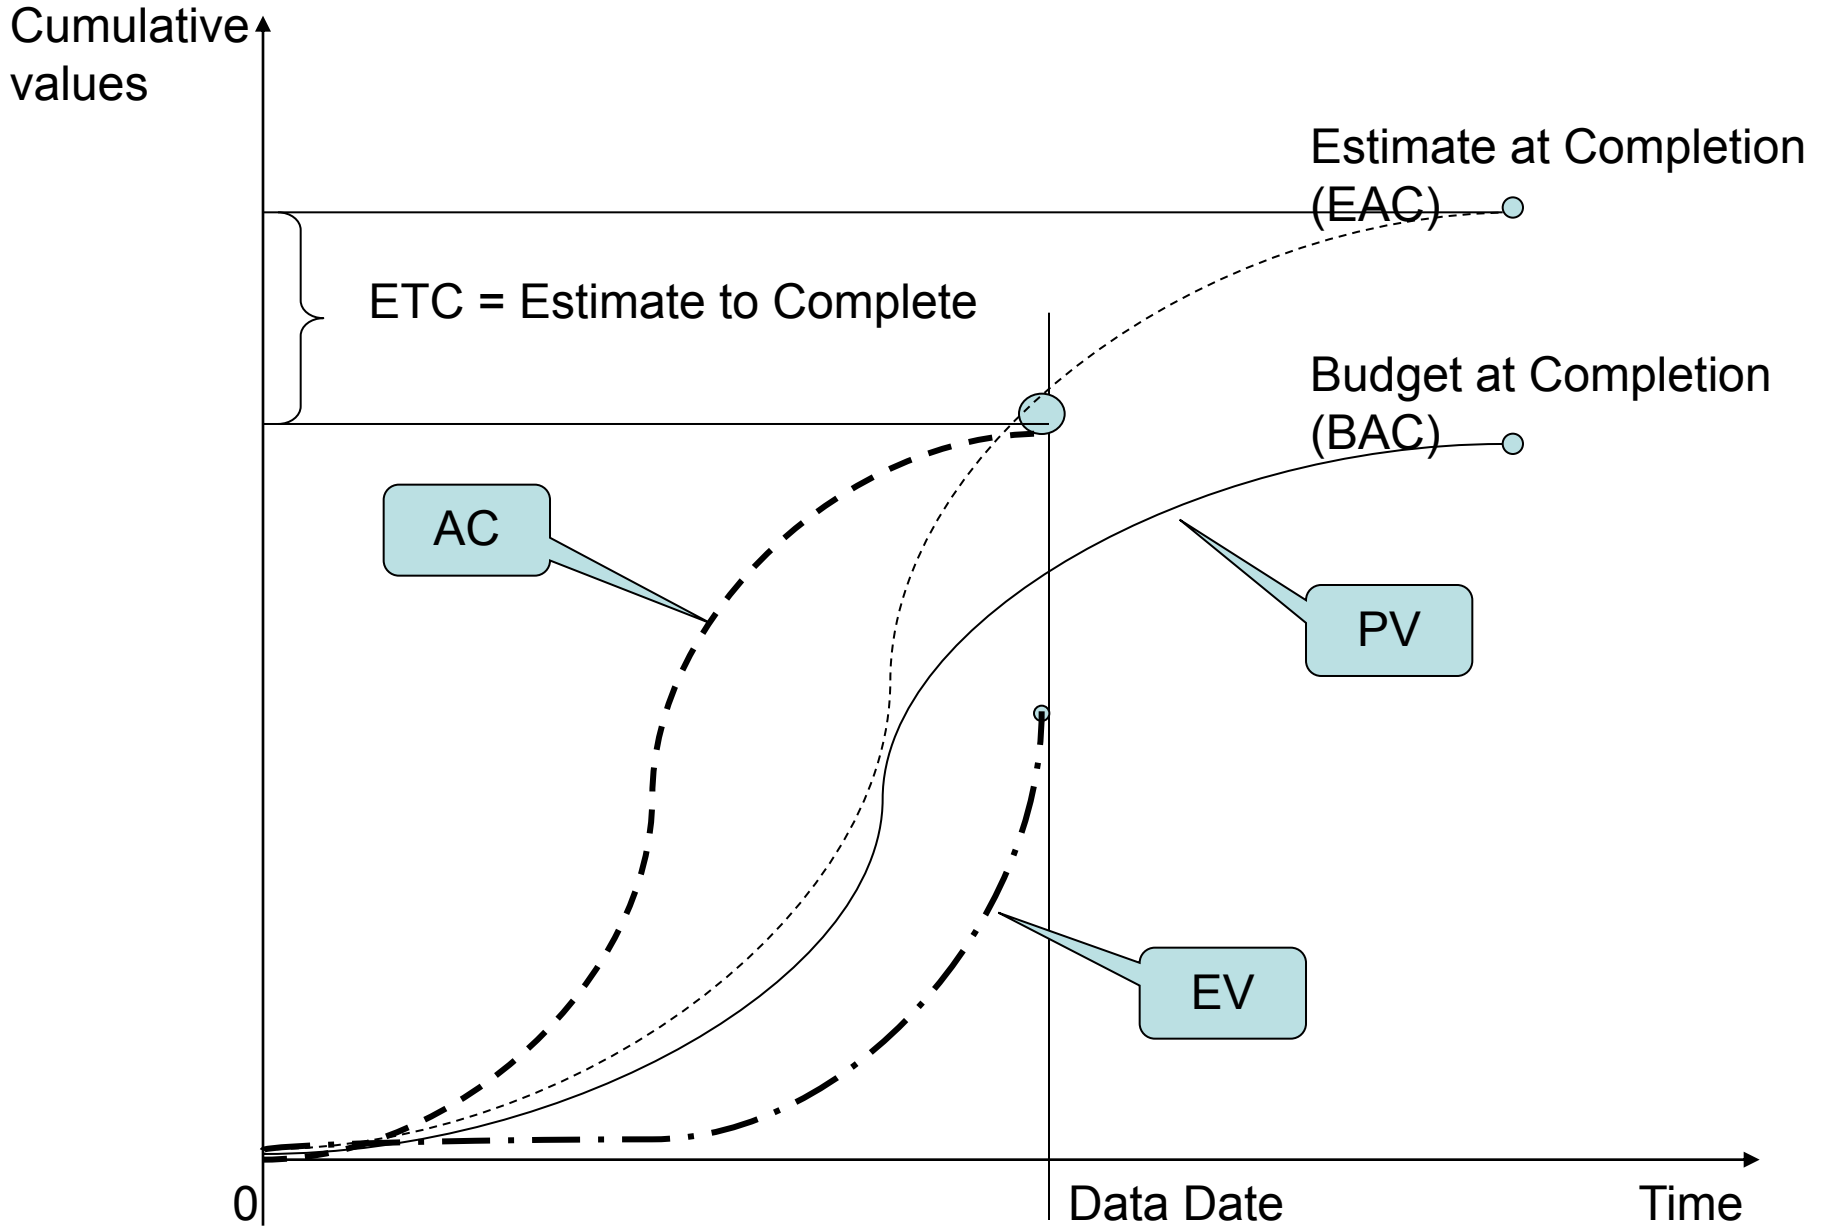 Cumulative
values
Estimate at Completion
(EAC)
ETC = Estimate to Complete
Budget at Completion
(BAC)
AC
PV
EV
0
Data Date
Time